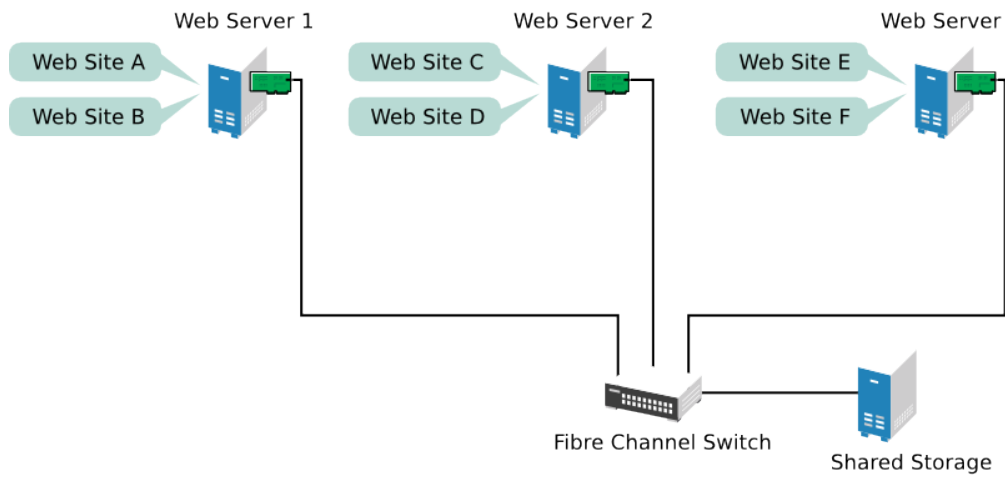 Web Server 1
Web Server 2
Web Server
Web Site A
Web Site C
Web Site E
Web Site B
Web Site D
Web Site F
Fibre Channel Switch
Shared Storage